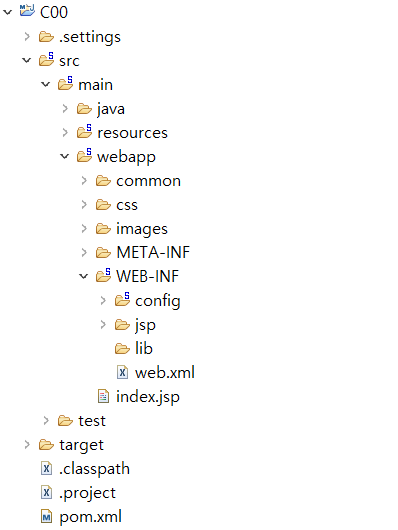 C00
.settings
src
main
java
resources
webapp
common
css
images
META-INF
WEB-INF
config
jsp
lib
web.xml
index.jsp
test
target
.classpath
.project
pom.xml